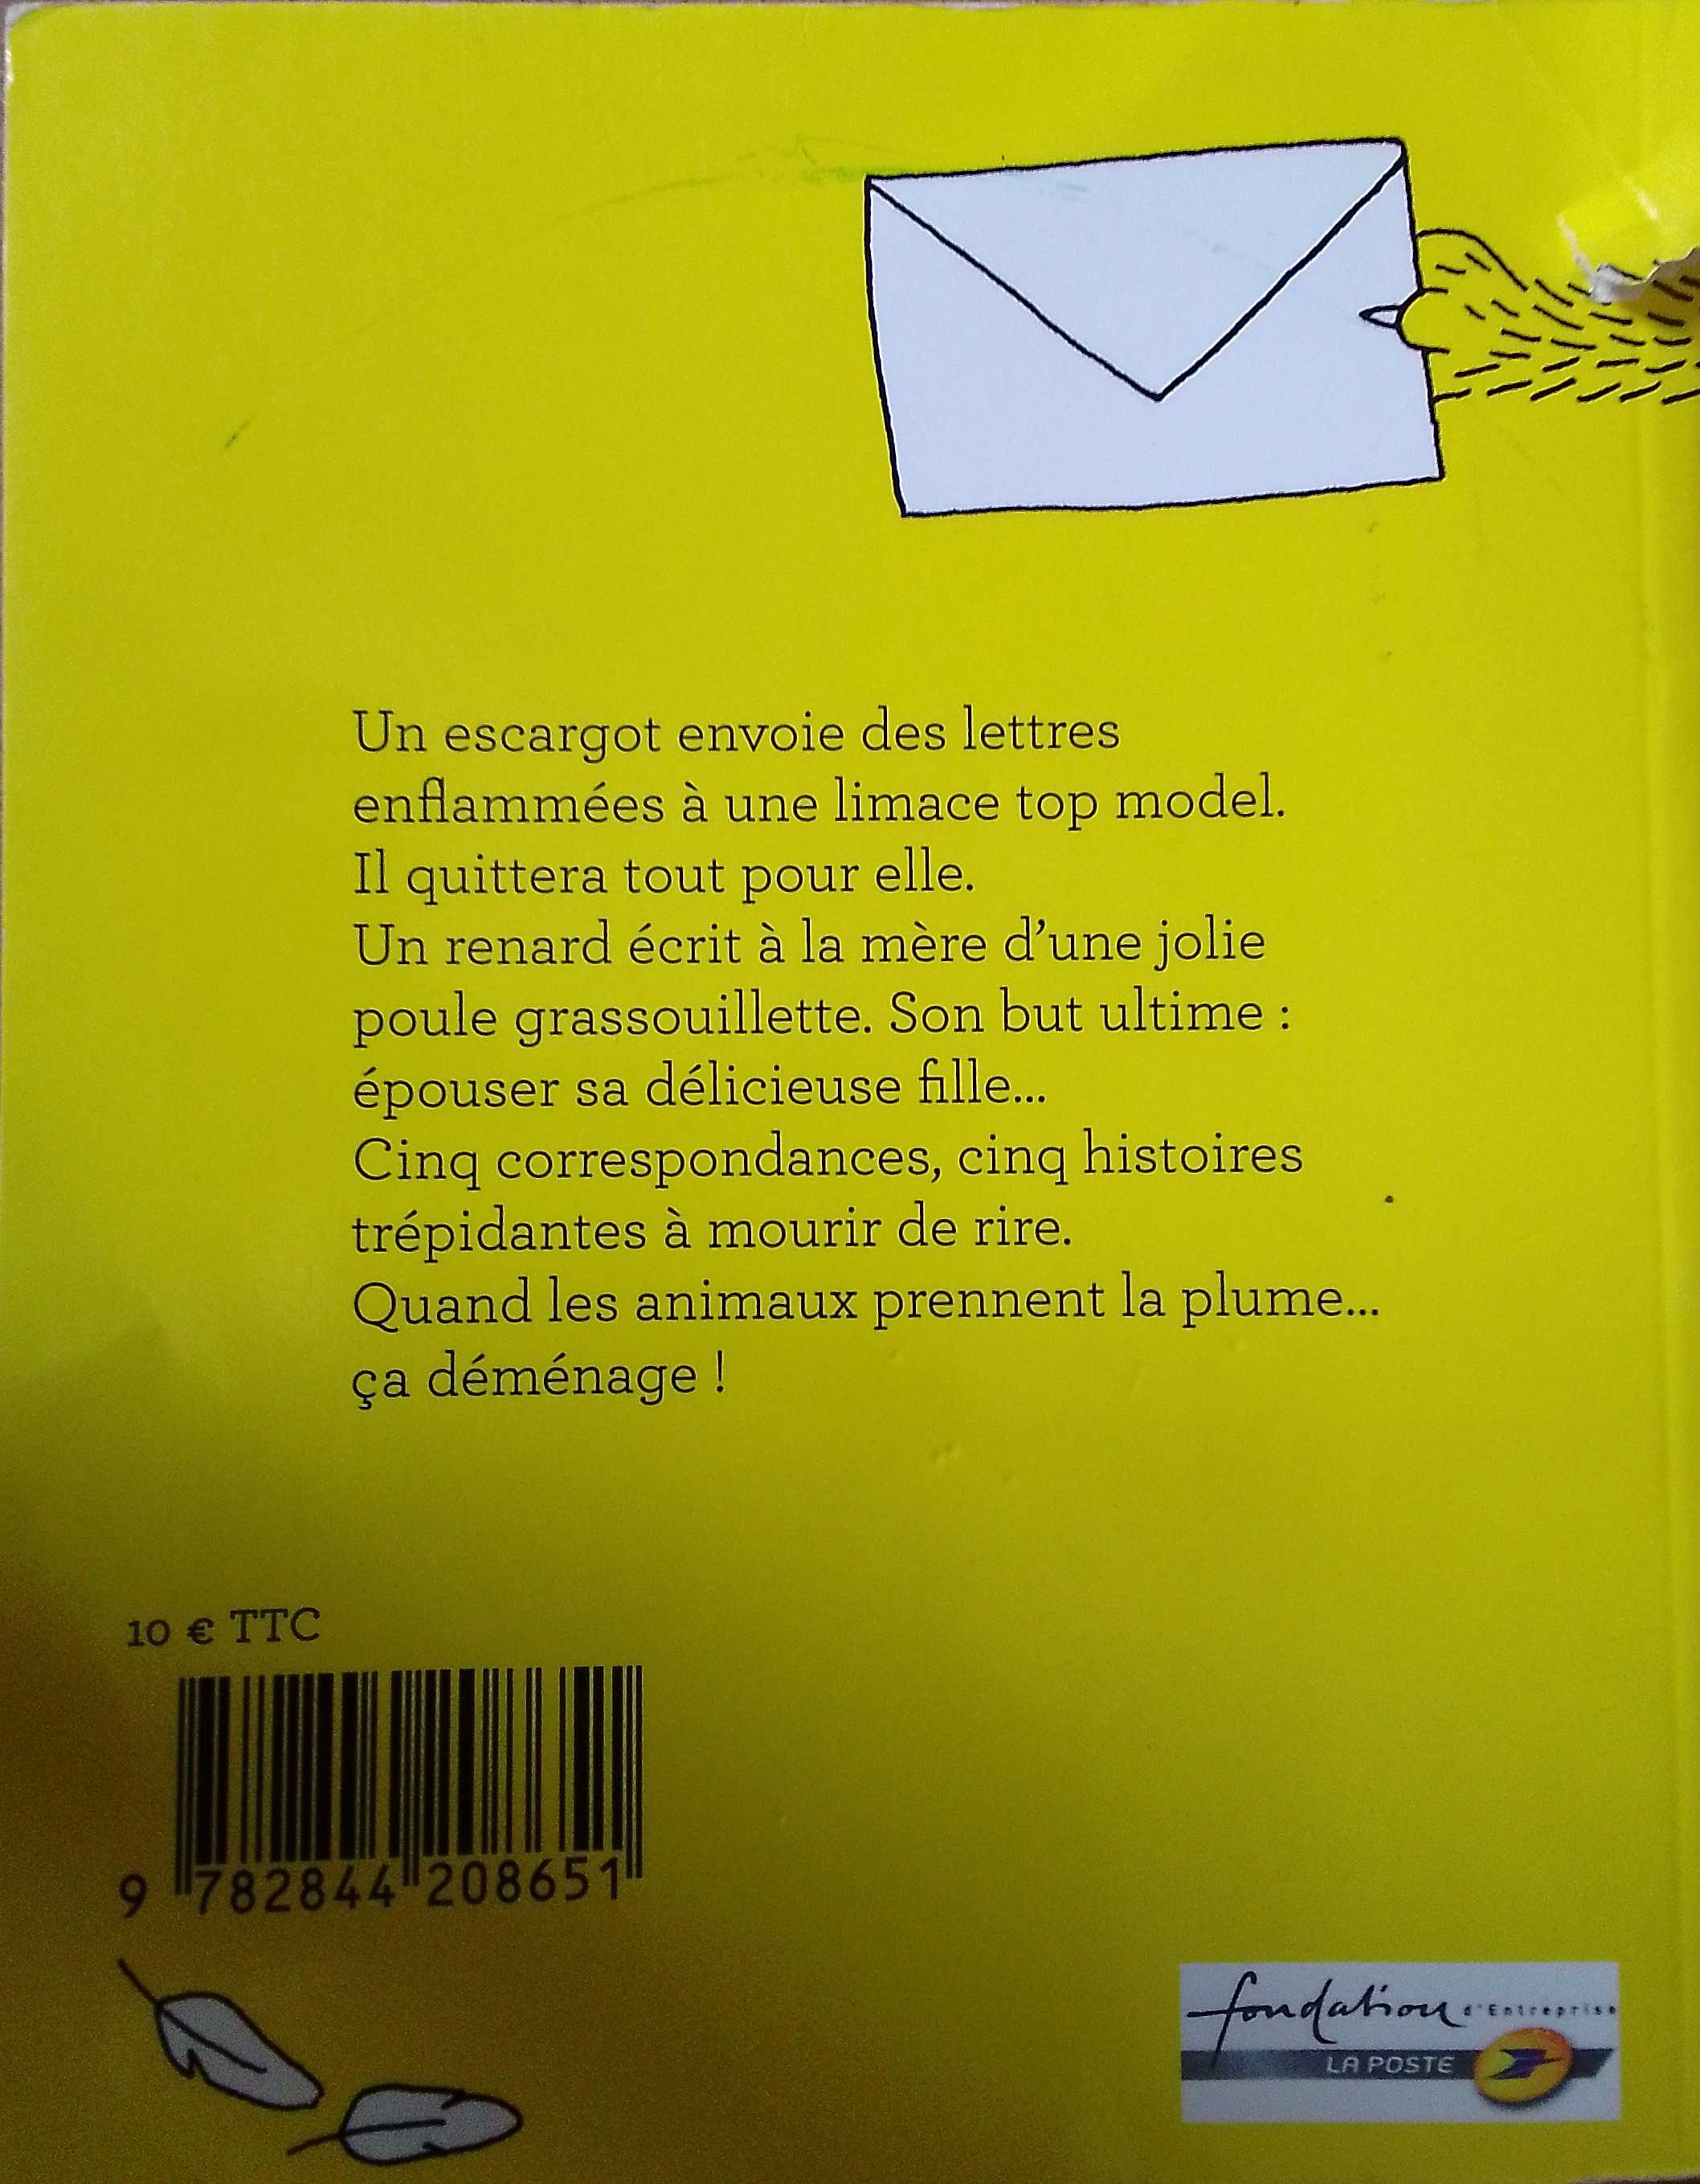 Un escargot envoie des lettres
enflammées à une limace top model.
Il quittera tout pour elle.
Un renard écrit à la mère d'une jolie
poule grassouillette. Son but ultime :
épouser sa délicieuse fille...
Cinq correspondances, cinq histoires
trépidantes à mourir de rire.
Quand les animaux prennent la plume...
ça déménage !
10 € TTC
9 782844 208651
fondation d'Entreprise
LA POSTE